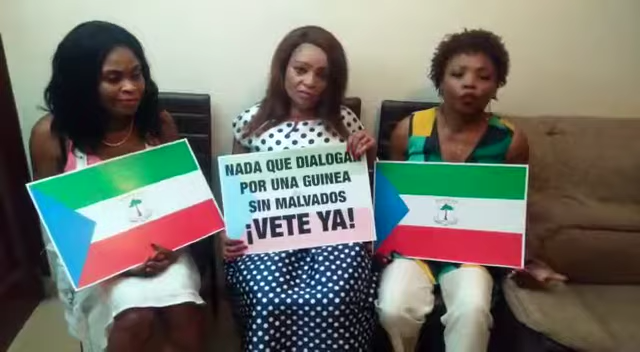 NADA QUE DIALOGAR
POR UNA GUINEA
SIN MALVADOS
¡VETE YA!